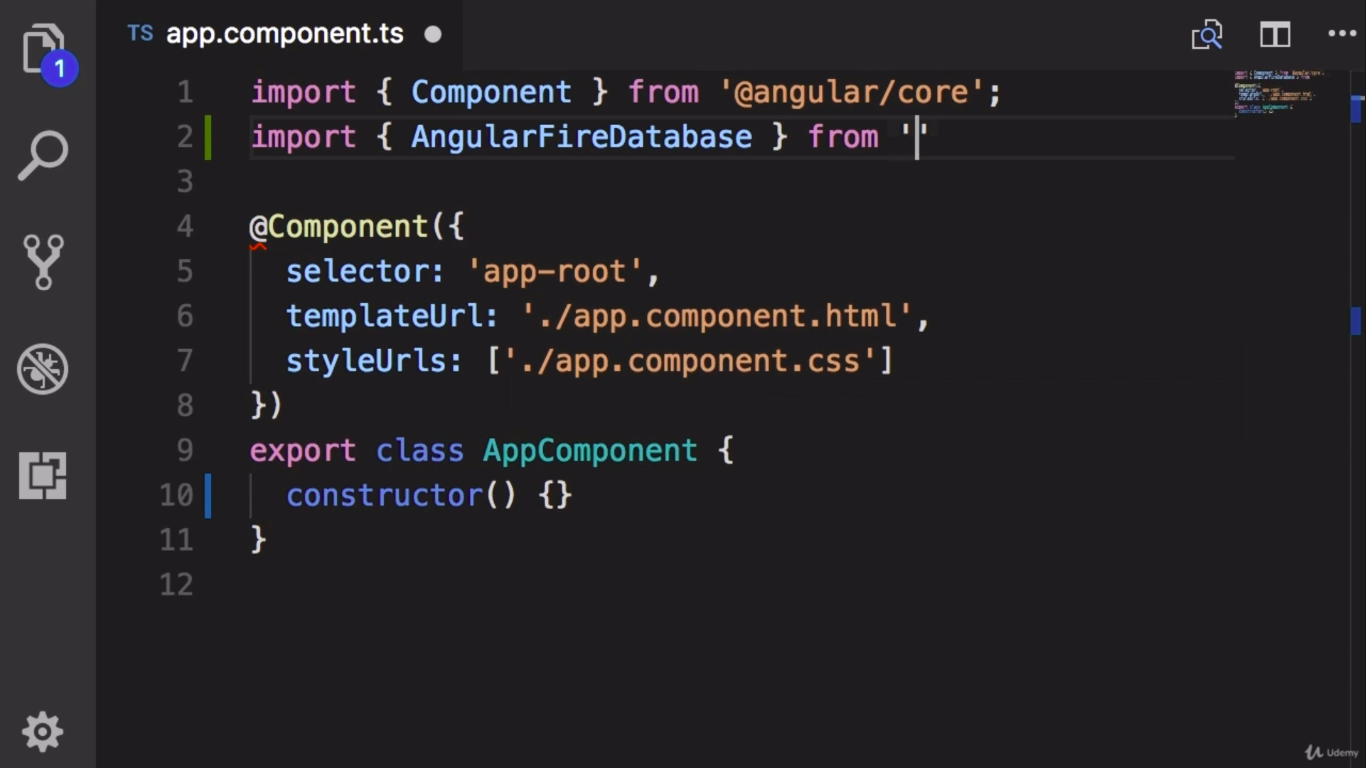 1
TS app.component.ts
1 import { Component } from '@angular/core';
2 import { AngularFireDatabase } from ''
3
4 @Component({
5 selector: 'app-root',
6 templateUrl: './app.component.html',
7 styleUrls: ['./app.component.css']
8 })
9 export class AppComponent {
10 constructor() {}
11 }
12
Udemy